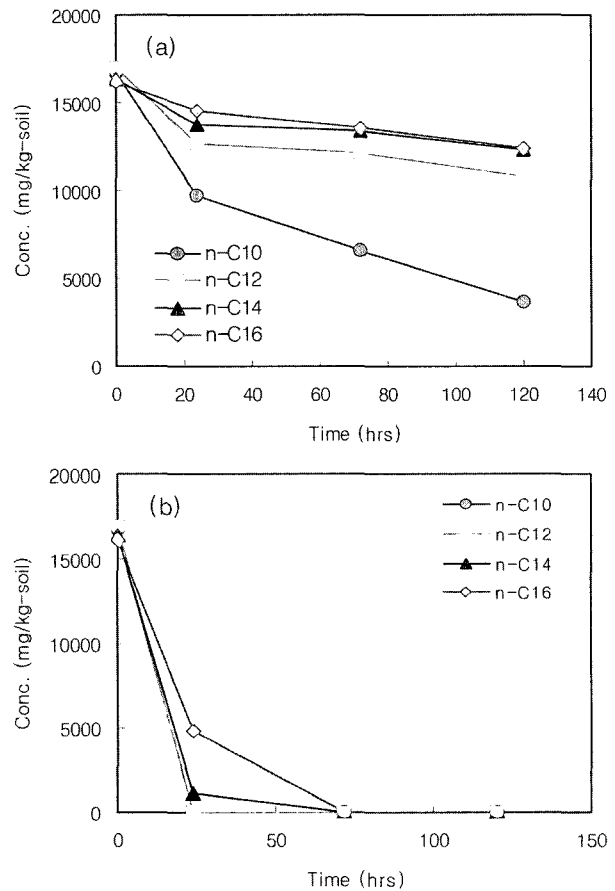 (a)
Conc. (mg/kg-soil)
20000
15000
10000
5000
0
n-C10
n-C12
n-C14
n-C16
0 20 40 60 80 100 120 140
Time (hrs)
(b)
Conc. (mg/kg-soil)
20000
15000
10000
5000
0
n-C10
n-C12
n-C14
n-C16
0 50 100 150
Time (hrs)